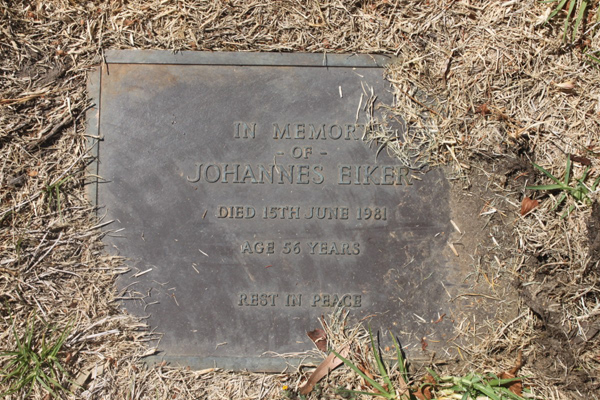 IN MEMORY
- OF -
JOHANNES EIKER
DIED 15TH JUNE 1981
AGE 56 YEARS
REST IN PEACE